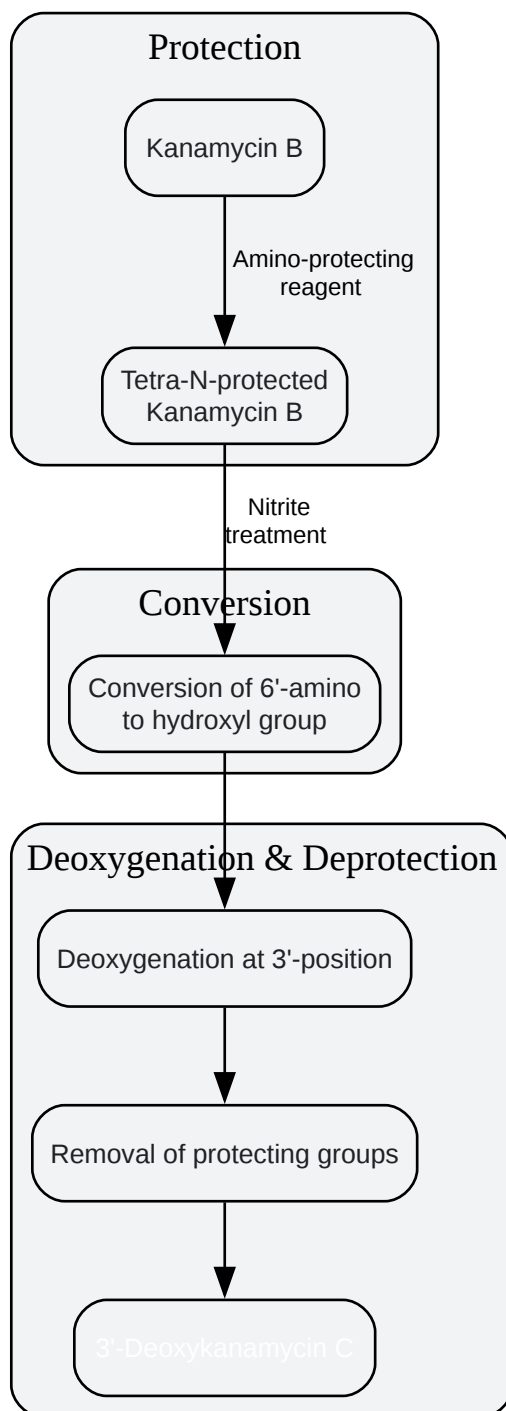 Protection
Kanamycin B
Amino-protecting
reagent
Tetra-N-protected
Kanamycin B
Nitrite
treatment
Conversion
Conversion of 6'-amino
to hydroxyl group
Deoxygenation & Deprotection
Deoxygenation at 3'-position
Removal of protecting groups
3'-Deoxykanamycin C